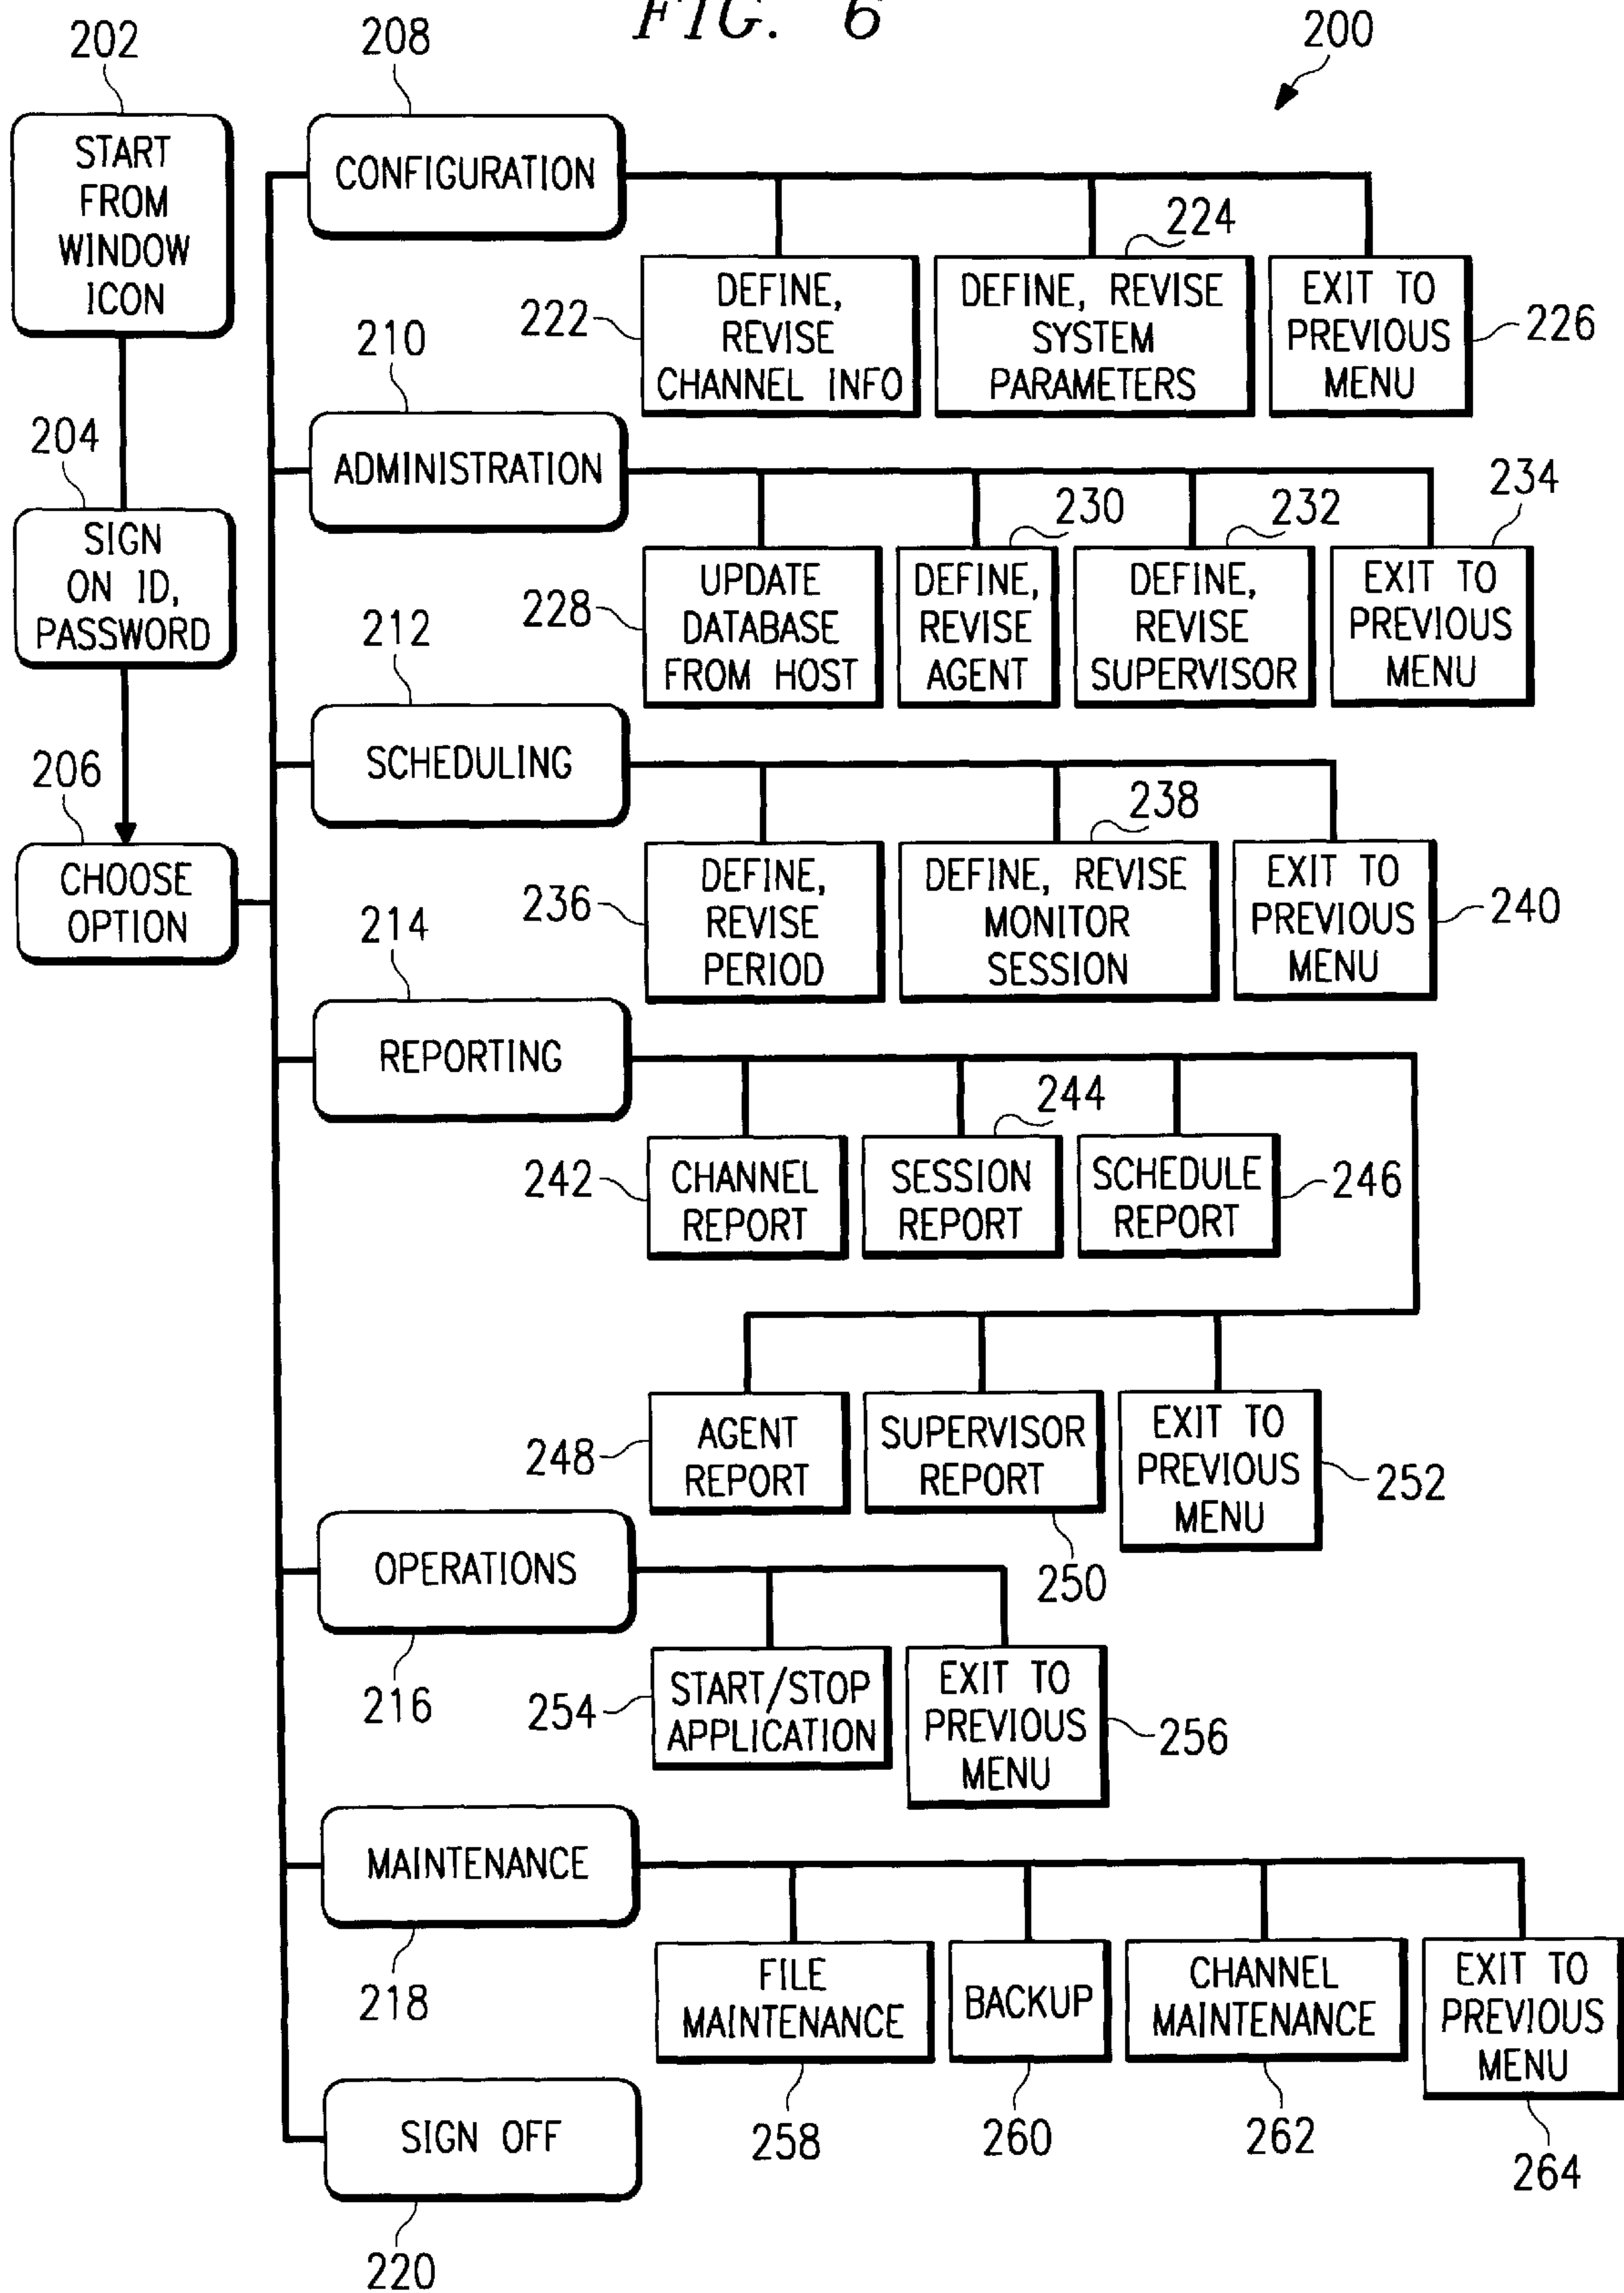 FIG. 6
200
202
START
FROM
WINDOW
ICON
204
SIGN
ON ID,
PASSWORD
206
CHOOSE
OPTION
208
CONFIGURATION
222
DEFINE,
REVISE
CHANNEL INFO
224
DEFINE, REVISE
SYSTEM
PARAMETERS
EXIT TO
PREVIOUS
MENU
226
210
ADMINISTRATION
228
UPDATE
DATABASE
FROM HOST
230
DEFINE,
REVISE
AGENT
232
DEFINE,
REVISE
SUPERVISOR
234
EXIT TO
PREVIOUS
MENU
212
SCHEDULING
236
DEFINE,
REVISE
PERIOD
238
DEFINE, REVISE
MONITOR
SESSION
EXIT TO
PREVIOUS
MENU
240
214
REPORTING
242
CHANNEL
REPORT
244
SESSION
REPORT
SCHEDULE
REPORT
246
248
AGENT
REPORT
SUPERVISOR
REPORT
250
EXIT TO
PREVIOUS
MENU
252
OPERATIONS
216
254
START/STOP
APPLICATION
EXIT TO
PREVIOUS
MENU
256
MAINTENANCE
218
FILE
MAINTENANCE
258
BACKUP
260
CHANNEL
MAINTENANCE
262
EXIT TO
PREVIOUS
MENU
264
SIGN OFF
220